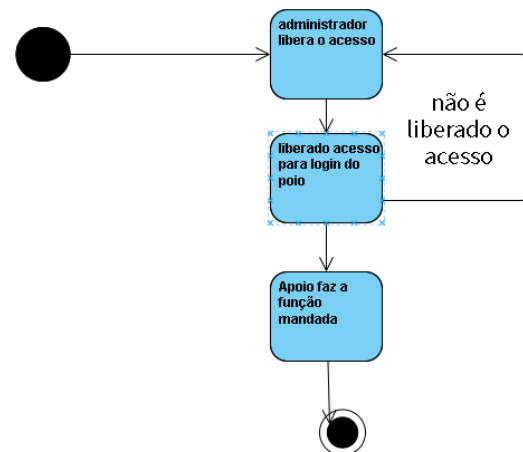 administrador
libera o acesso
não é
liberado o
acesso
liberado acesso
para login do
poio
Apoio faz a
função
mandada